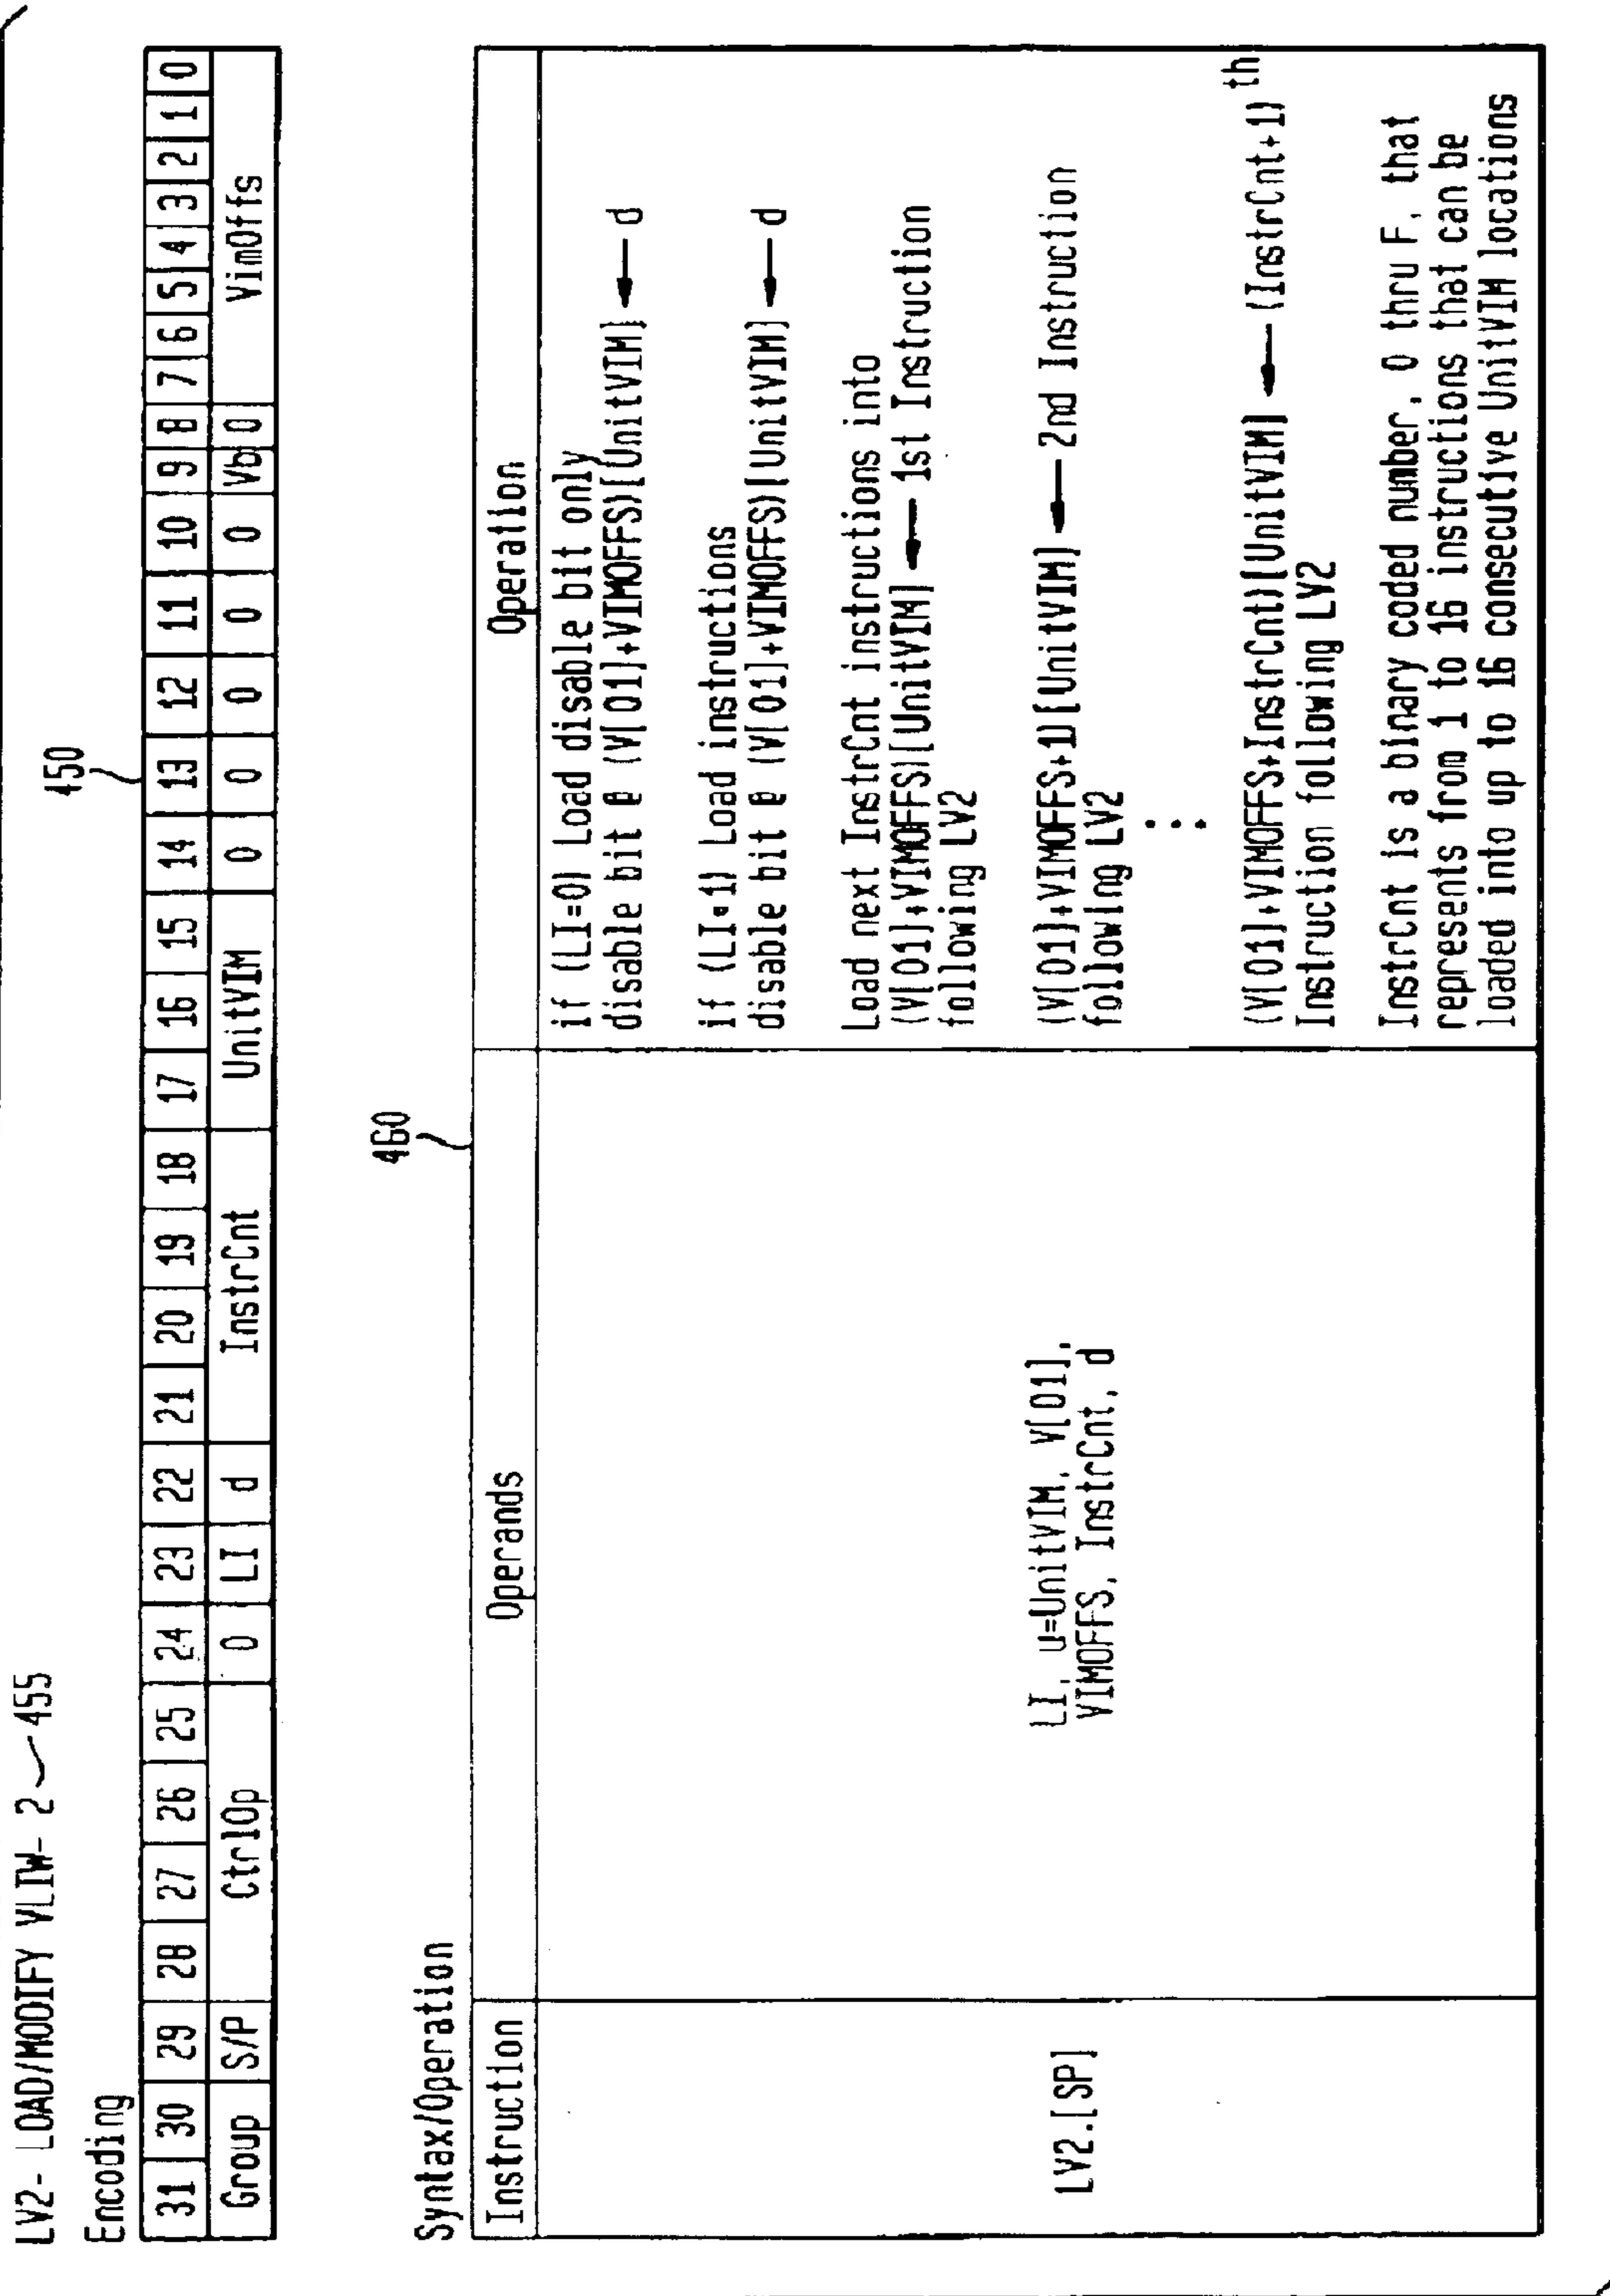 LV2- LOAD/MODIFY VLIW- 2 455
Encoding
450
31 30 29 28 27 26 25 24 23 22 21 20 19 18 17 16 15 14 13 12 11 10 9 8 7 6 5 4 3 2 1 0
Group S/P CtrlOp 0 LI d InstrCnt UnitVIM 0 0 0 0 0 Vb 0 VimOffs
Syntax/Operation
460
Instruction Operands Operation
LV2.[SP]
LI, u=UnitVIM, V[01],
VIMOFFS, InstrCnt, d
if (LI=0) Load disable bit only
disable bit @ (V[01]+VIMOFFS)[UnitVIM] ← d
if (LI=1) Load instructions
disable bit @ (V[01]+VIMOFFS)[UnitVIM] ← d
Load next InstrCnt instructions into
(V[01]+VIMOFFS)[UnitVIM] ← 1st Instruction
following LV2
(V[01]+VIMOFFS+1)[UnitVIM] ← 2nd Instruction
following LV2
⋮
(V[01]+VIMOFFS+InstrCnt)[UnitVIM] ← (InstrCnt+1)th
Instruction following LV2
InstrCnt is a binary coded number, 0 thru F, that
represents from 1 to 16 instructions that can be
loaded into up to 16 consecutive UnitVIM locations